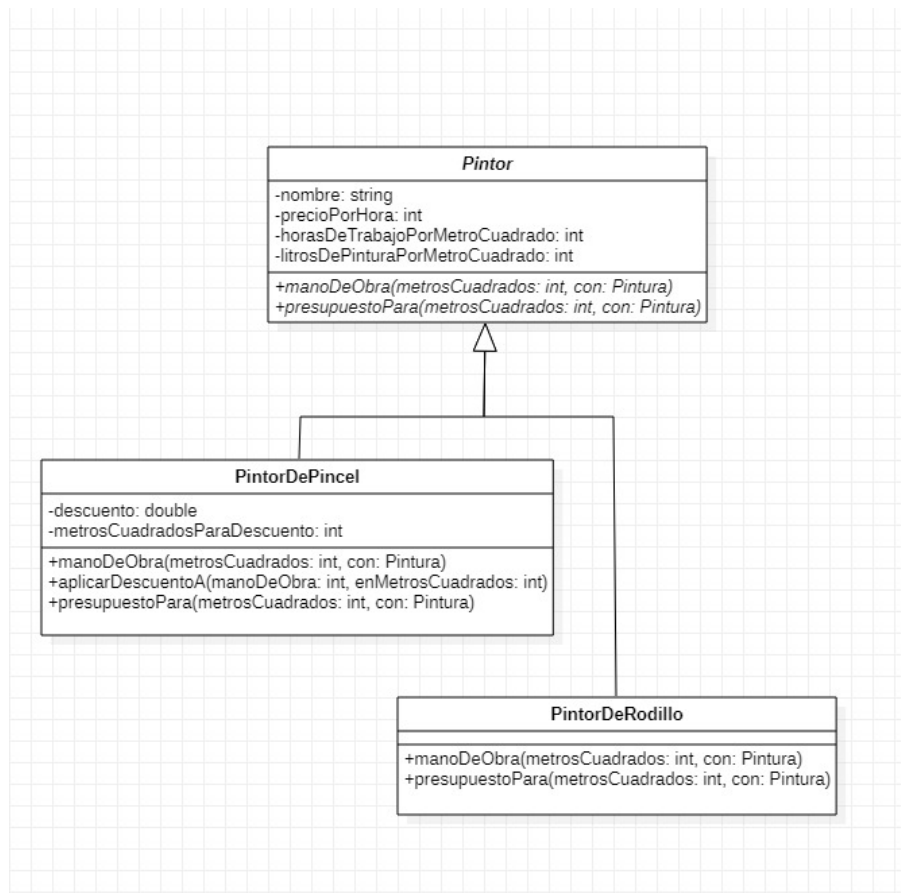 Pintor
-nombre: string
-precioPorHora: int
-horasDeTrabajoPorMetroCuadrado: int
-litrosDePinturaPorMetroCuadrado: int
+manoDeObra(metrosCuadrados: int, con: Pintura)
+presupuestoPara(metrosCuadrados: int, con: Pintura)
PintorDePincel
-descuento: double
-metrosCuadradosParaDescuento: int
+manoDeObra(metrosCuadrados: int, con: Pintura)
+aplicarDescuentoA(manoDeObra: int, enMetrosCuadrados: int)
+presupuestoPara(metrosCuadrados: int, con: Pintura)
PintorDeRodillo
+manoDeObra(metrosCuadrados: int, con: Pintura)
+presupuestoPara(metrosCuadrados: int, con: Pintura)